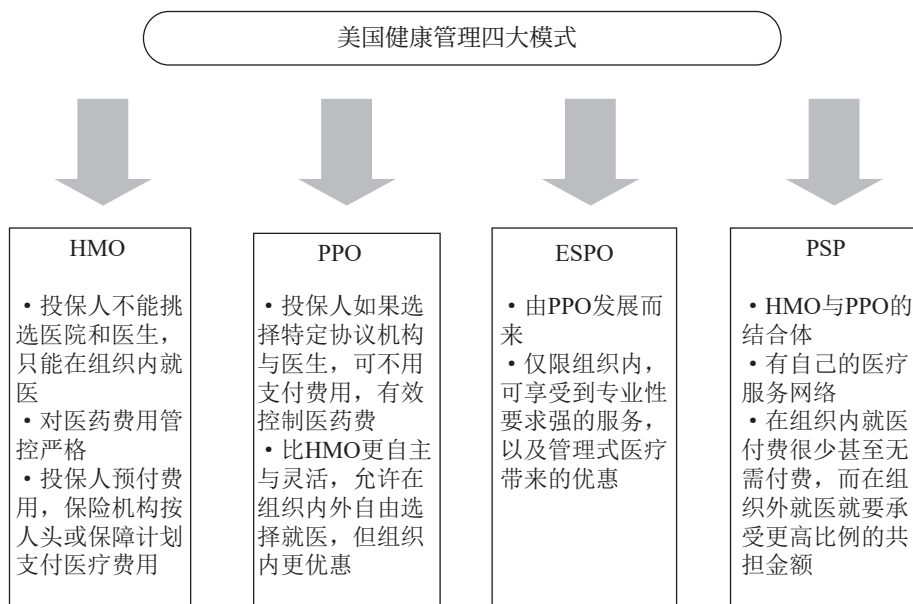 美国健康管理四大模式
HMO
•投保人不能挑
选医院和医生，
只能在组织内就
医
•对医药费用管
控严格
•投保人预付费
用，保险机构按
人头或保障计划
支付医疗费用
PPO
•投保人如果选
择特定协议机构
与医生，可不用
支付费用，有效
控制医药费
•比HMO更自主
与灵活，允许在
组织内外自由选
择就医，但组织
内更优惠
ESPO
•由PPO发展而
来
•仅限组织内，
可享受到专业性
要求强的服务，
以及管理式医疗
带来的优惠
PSP
•HMO与PPO的
结合体
•有自己的医疗
服务网络
•在组织内就医
付费很少甚至无
需付费，而在组
织外就医就要承
受更高比例的共
担金额